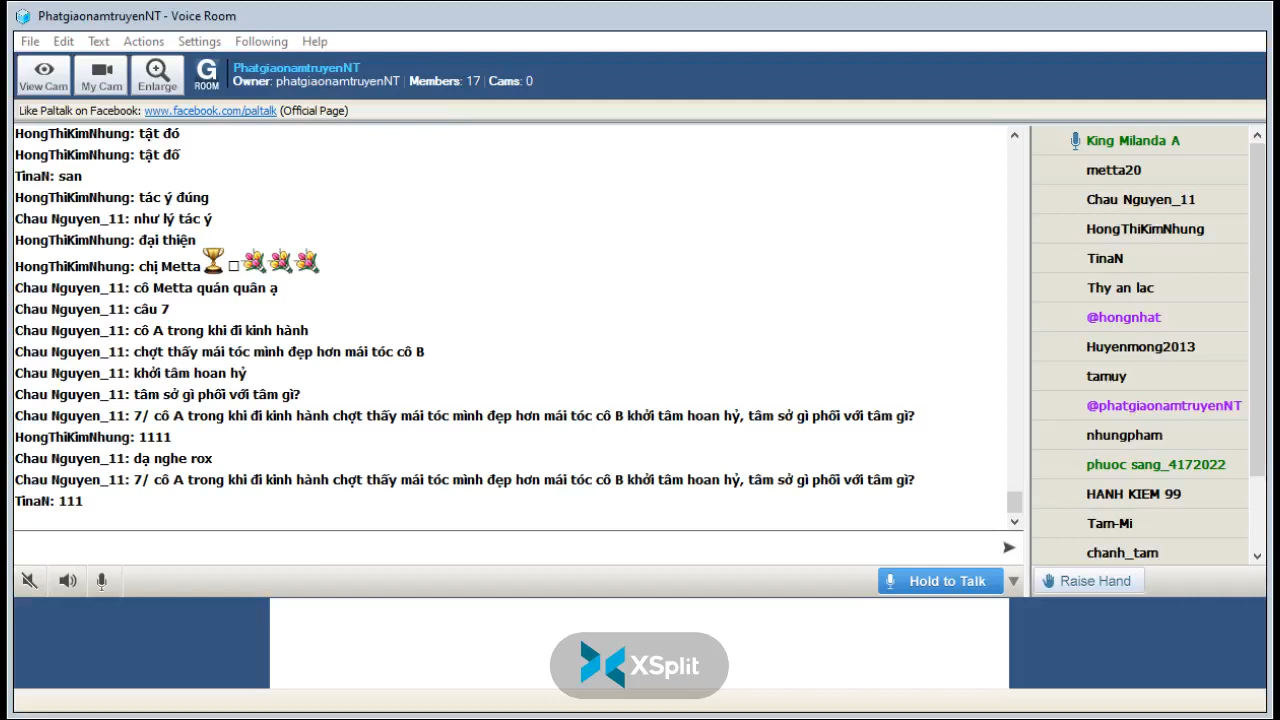 PhatgiaonamtruyenNT - Voice Room
File Edit Text Actions Settings Following Help
View Cam My Cam Enlarge G ROOM
PhatgiaonamtruyenNT
Owner: phatgiaonamtruyenNT | Members: 17 | Cams: 0
Like Paltalk on Facebook: www.facebook.com/paltalk (Official Page)
HongThiKimNhung: tật đó
HongThiKimNhung: tật đố
TinaN: san
HongThiKimNhung: tác ý đúng
Chau Nguyen_11: như lý tác ý
HongThiKimNhung: đại thiện
HongThiKimNhung: chị Metta
Chau Nguyen_11: cô Metta quán quân ạ
Chau Nguyen_11: câu 7
Chau Nguyen_11: cô A trong khi đi kinh hành
Chau Nguyen_11: chợt thấy mái tóc mình đẹp hơn mái tóc cô B
Chau Nguyen_11: khởi tâm hoan hỷ
Chau Nguyen_11: tâm sở gì phối với tâm gì?
Chau Nguyen_11: 7/ cô A trong khi đi kinh hành chợt thấy mái tóc mình đẹp hơn mái tóc cô B khởi tâm hoan hỷ, tâm sở gì phối với tâm gì?
HongThiKimNhung: 1111
Chau Nguyen_11: dạ nghe rox
Chau Nguyen_11: 7/ cô A trong khi đi kinh hành chợt thấy mái tóc mình đẹp hơn mái tóc cô B khởi tâm hoan hỷ, tâm sở gì phối với tâm gì?
TinaN: 111
King Milanda A
metta20
Chau Nguyen_11
HongThiKimNhung
TinaN
Thy an lac
@hongnhat
Huyenmong2013
tamuy
@phatgiaonamtruyenNT
nhungpham
phuoc sang_4172022
HANH KIEM 99
Tam-Mi
chanh_tam
Hold to Talk
Raise Hand
XSplit